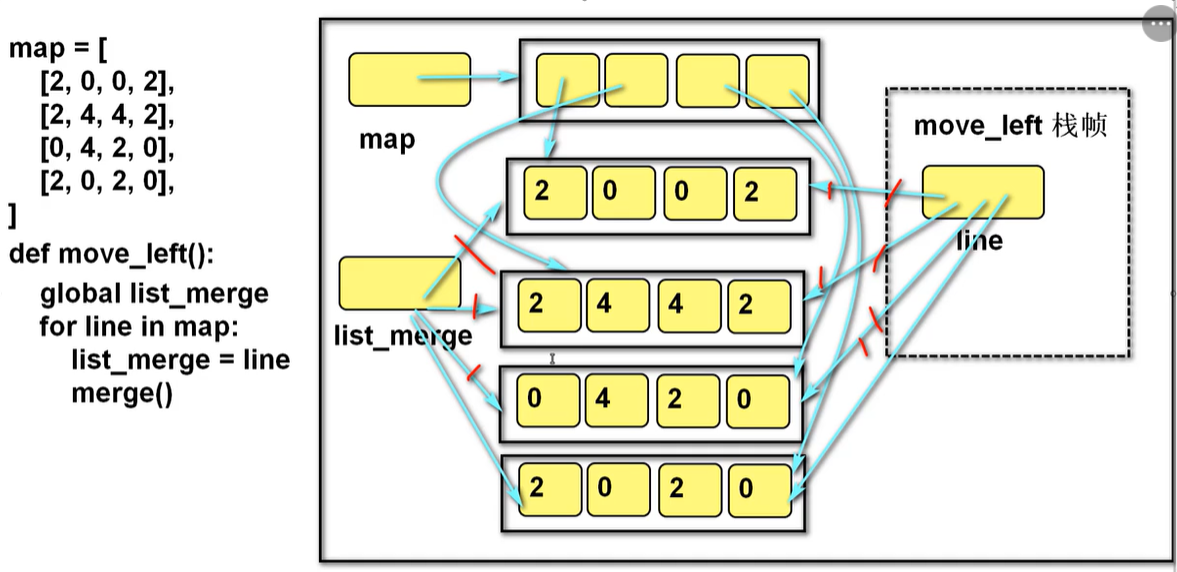 map = [
[2, 0, 0, 2],
[2, 4, 4, 2],
[0, 4, 2, 0],
[2, 0, 2, 0],
]
def move_left():
global list_merge
for line in map:
list_merge = line
merge()
map
move_left 栈帧
2 0 0 2
line
2 4 4 2
list_merge
0 4 2 0
2 0 2 0